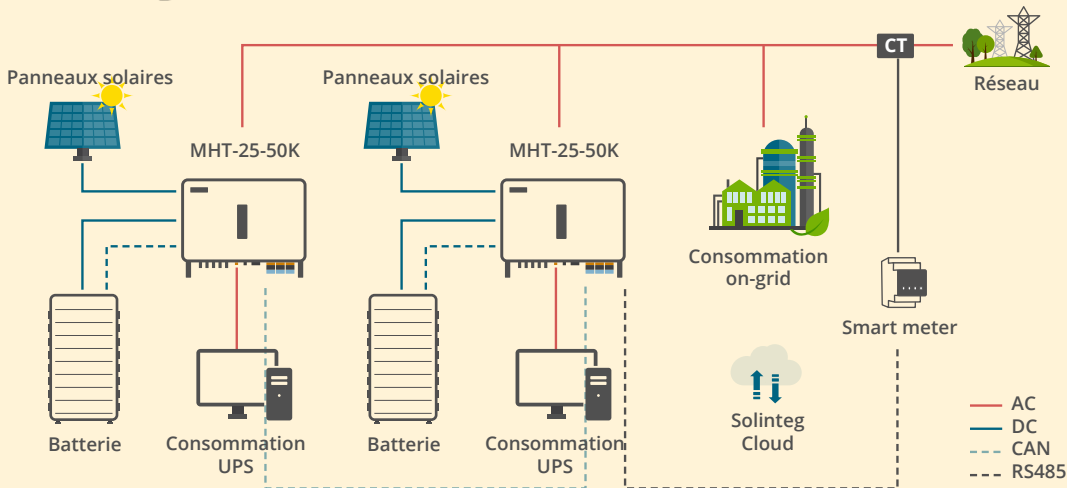 CT
Réseau
Panneaux solaires
Panneaux solaires
MHT-25-50K
MHT-25-50K
Consommation
on-grid
Smart meter
Solinteg
Cloud
Batterie
Consommation
UPS
Batterie
Consommation
UPS
AC
DC
CAN
RS485